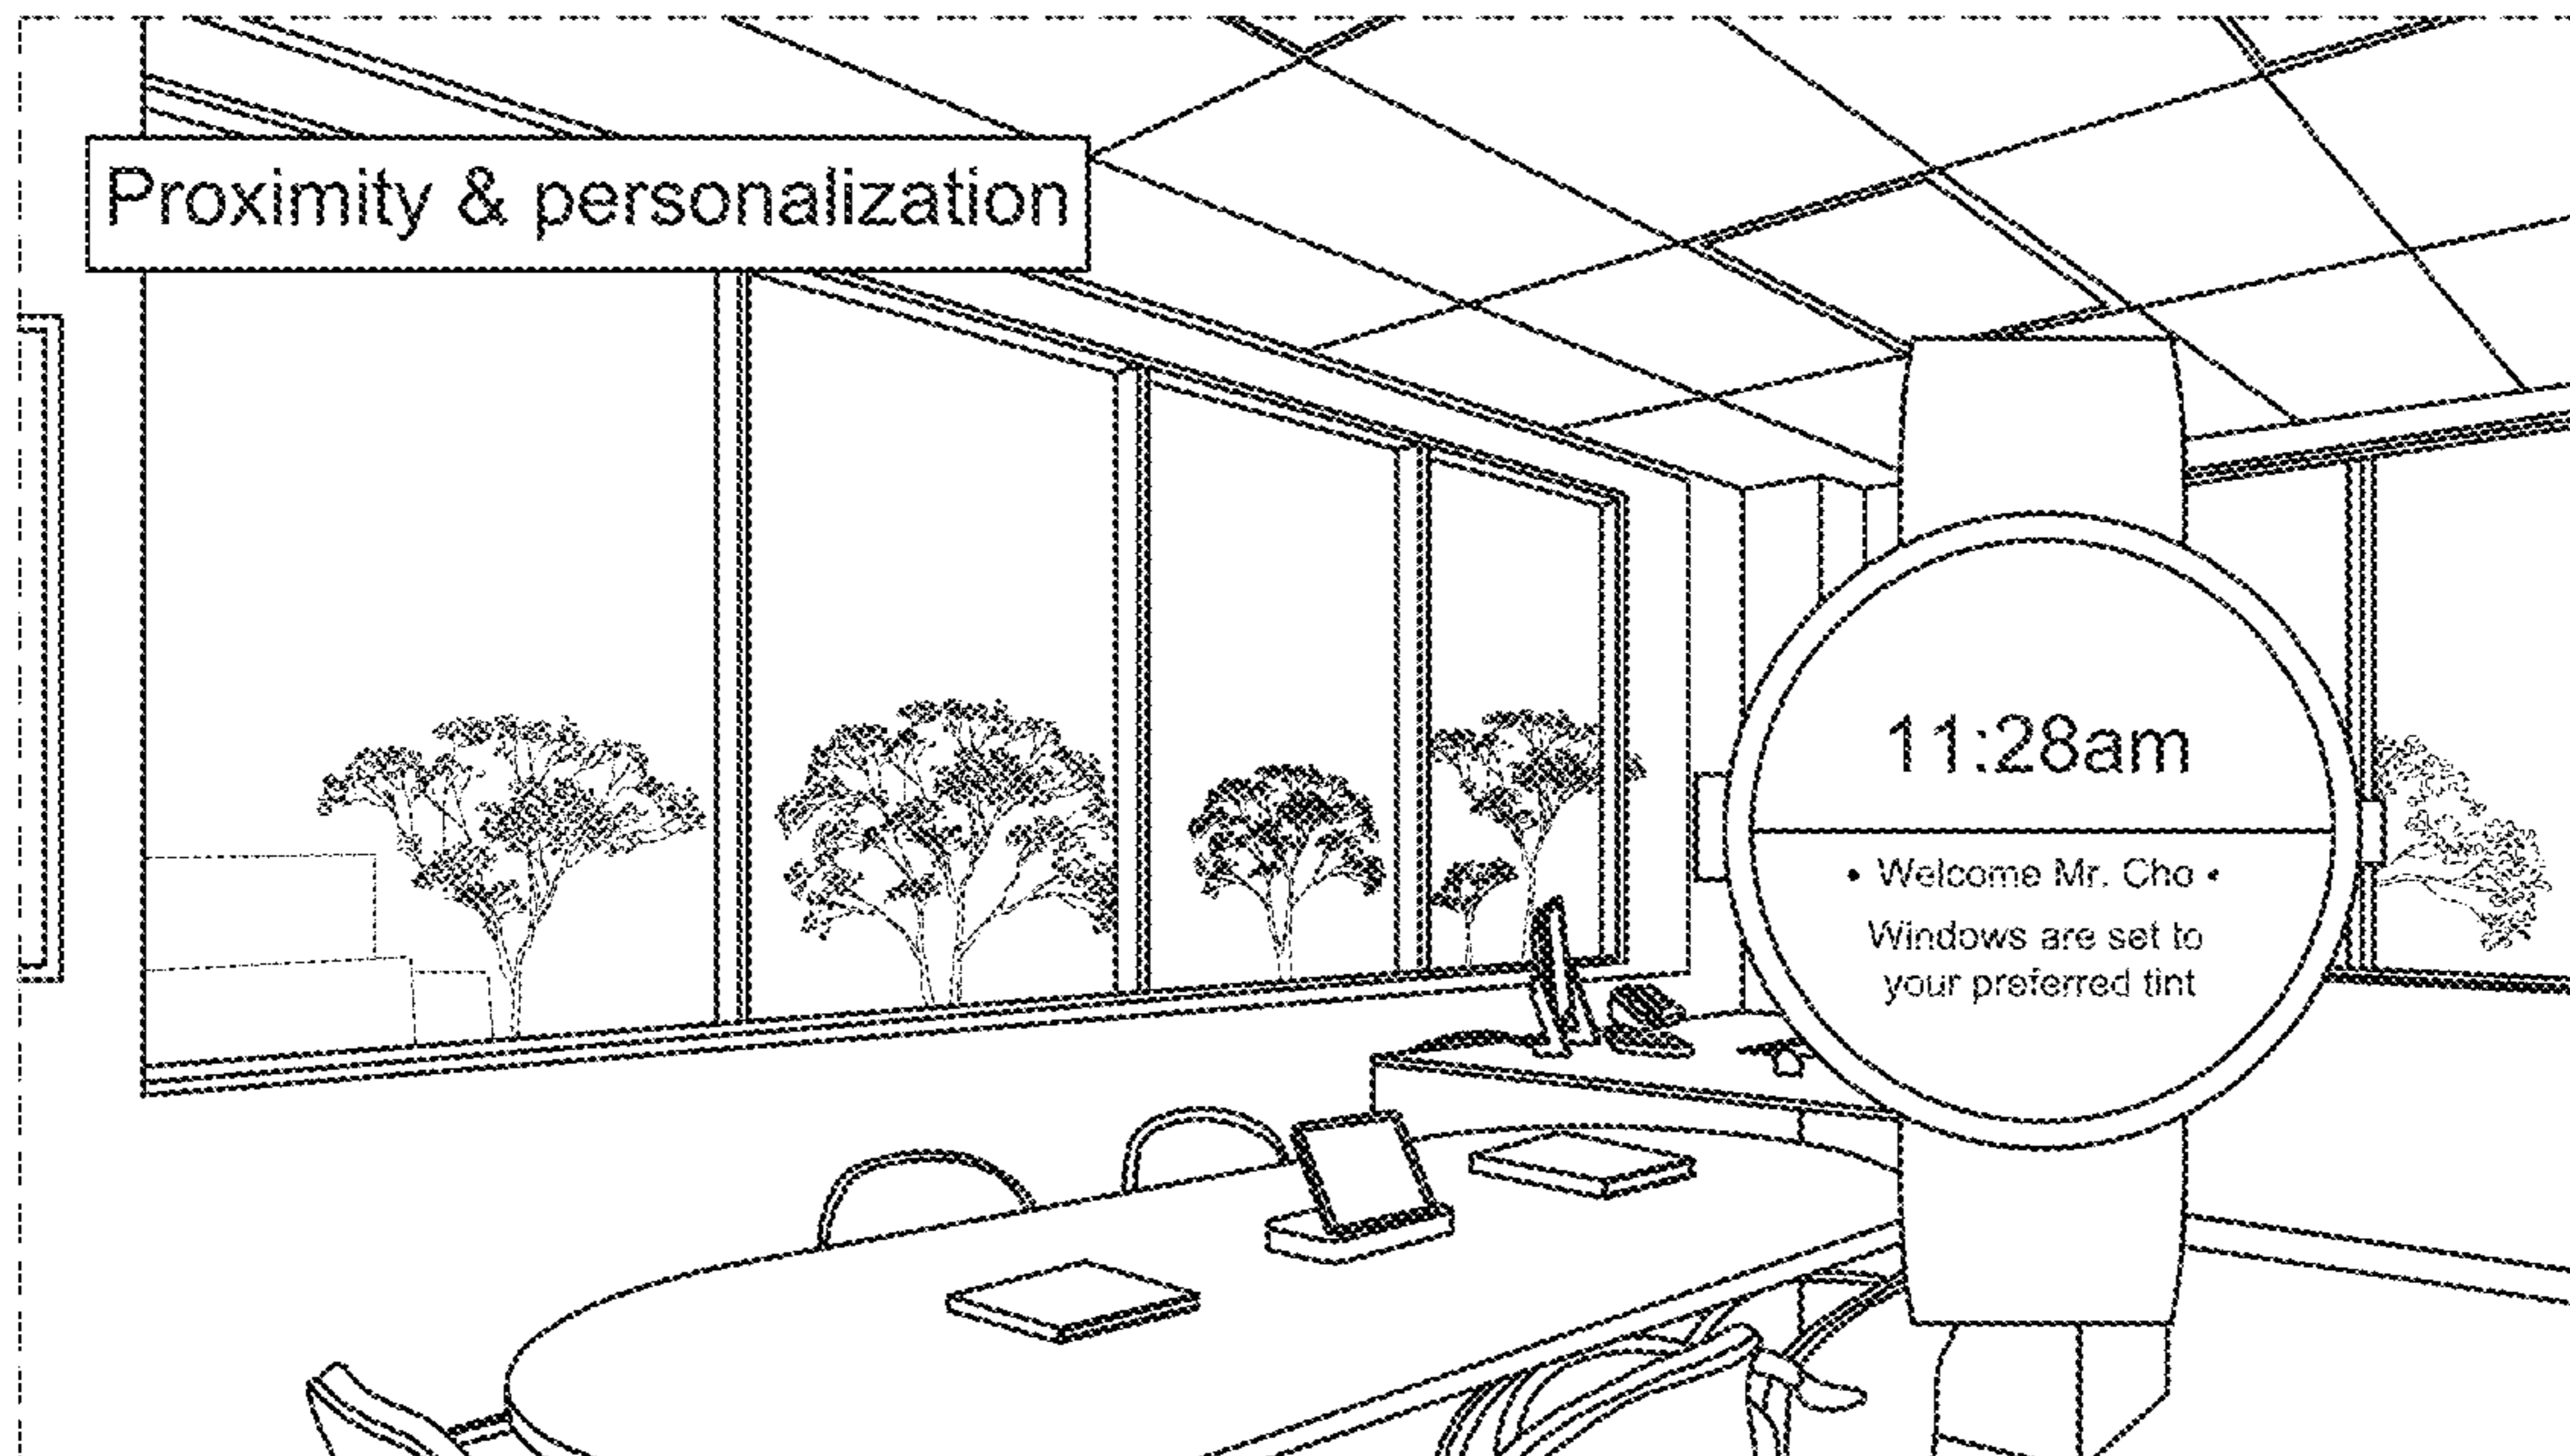 Proximity & personalization
11:28am
• Welcome Mr. Cho •
Windows are set to
your preferred tint